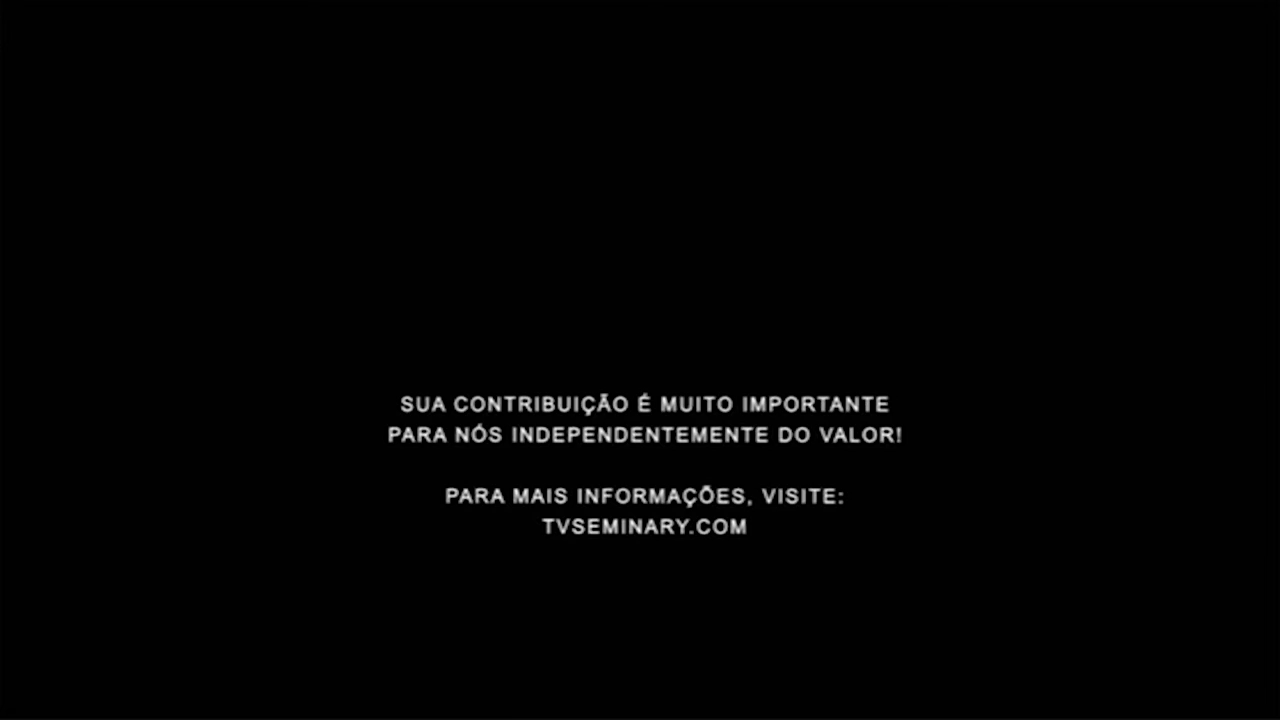 SUA CONTRIBUIÇÃO É MUITO IMPORTANTE
PARA NÓS INDEPENDENTEMENTE DO VALOR!
PARA MAIS INFORMAÇÕES, VISITE:
TVSEMINARY.COM